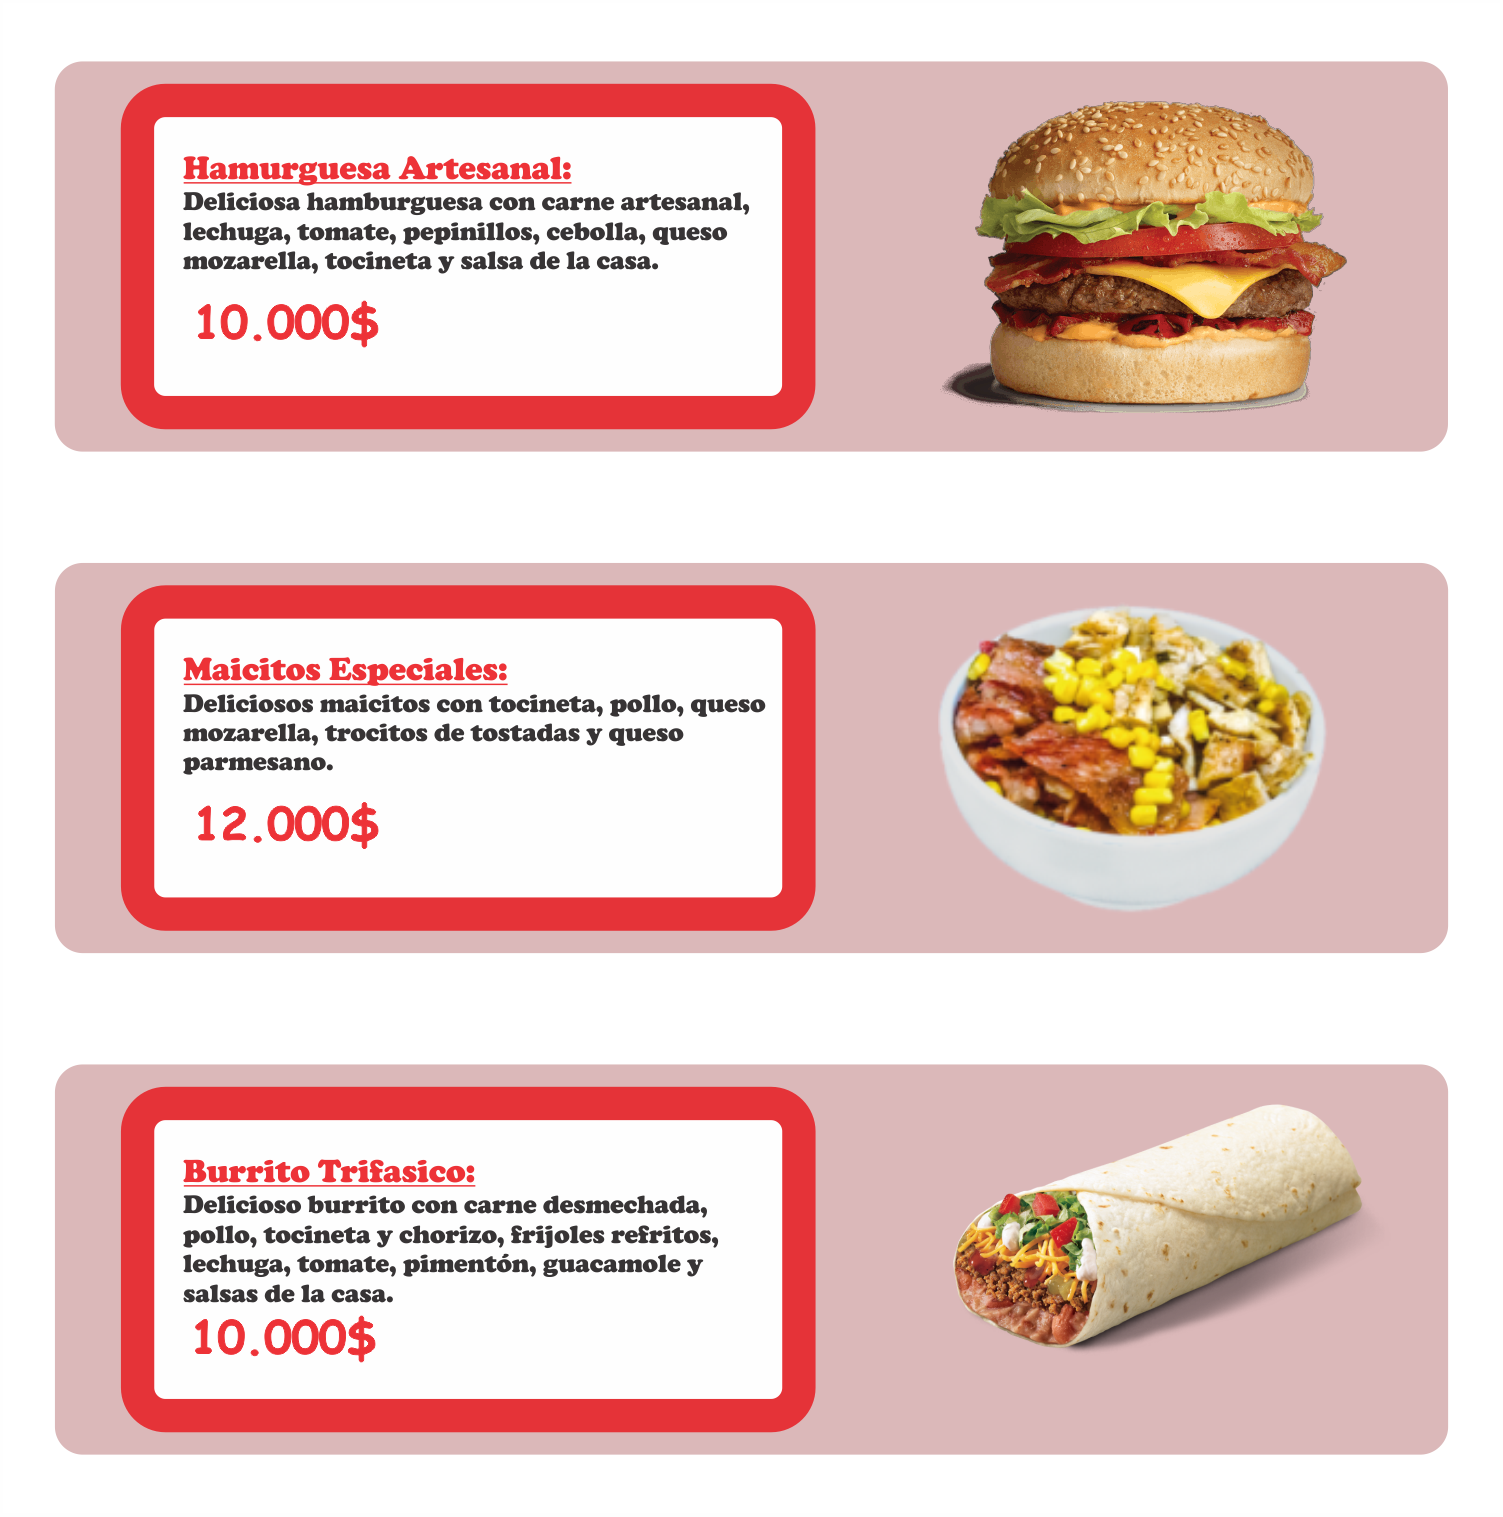 Hamurguesa Artesanal:
Deliciosa hamburguesa con carne artesanal,
lechuga, tomate, pepinillos, cebolla, queso
mozarella, tocineta y salsa de la casa.
10.000$
Maicitos Especiales:
Deliciosos maicitos con tocineta, pollo, queso
mozarella, trocitos de tostadas y queso
parmesano.
12.000$
Burrito Trifasico:
Delicioso burrito con carne desmechada,
pollo, tocineta y chorizo, frijoles refritos,
lechuga, tomate, pimentón, guacamole y
salsas de la casa.
10.000$